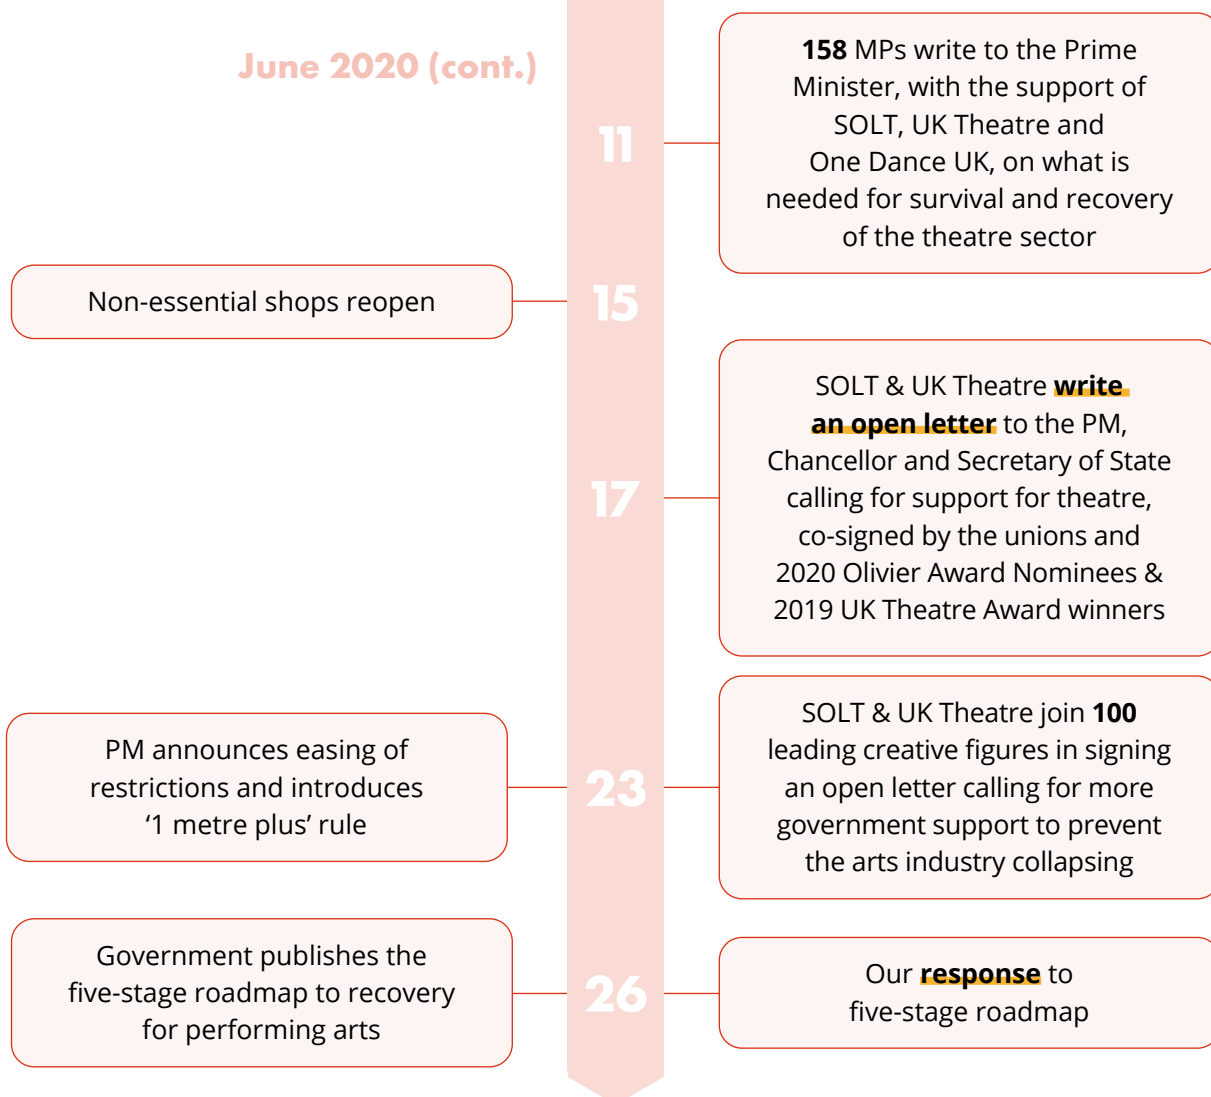 June 2020 (cont.)
11
158 MPs write to the Prime
Minister, with the support of
SOLT, UK Theatre and
One Dance UK, on what is
needed for survival and recovery
of the theatre sector
Non-essential shops reopen
15
17
SOLT & UK Theatre write
an open letter to the PM,
Chancellor and Secretary of State
calling for support for theatre,
co-signed by the unions and
2020 Olivier Award Nominees &
2019 UK Theatre Award winners
PM announces easing of
restrictions and introduces
‘1 metre plus’ rule
23
SOLT & UK Theatre join 100
leading creative figures in signing
an open letter calling for more
government support to prevent
the arts industry collapsing
Government publishes the
five-stage roadmap to recovery
for performing arts
26
Our response to
five-stage roadmap